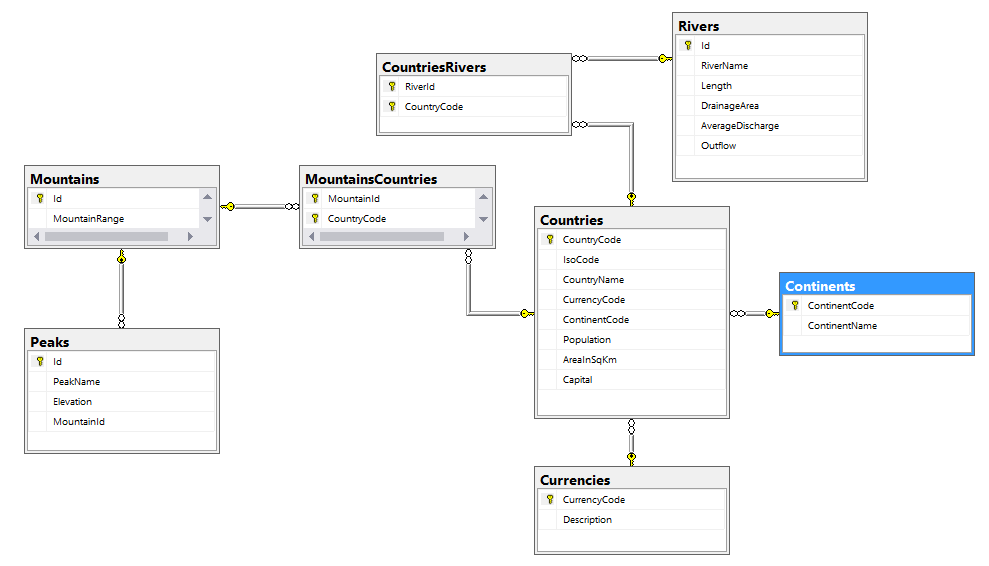 Rivers
Id
RiverName
Length
DrainageArea
AverageDischarge
Outflow
CountriesRivers
RiverId
CountryCode
Mountains
Id
MountainRange
MountainsCountries
MountainId
CountryCode
Countries
CountryCode
IsoCode
CountryName
CurrencyCode
ContinentCode
Population
AreaInSqKm
Capital
Continents
ContinentCode
ContinentName
Peaks
Id
PeakName
Elevation
MountainId
Currencies
CurrencyCode
Description